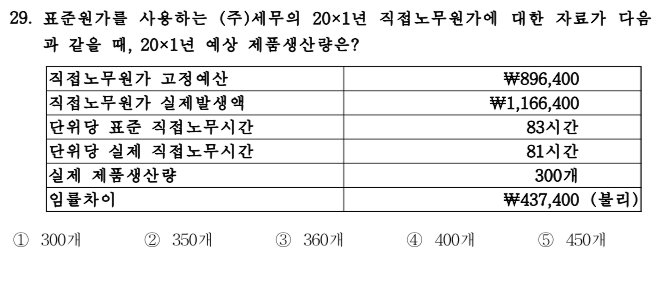 29. 표준원가를 사용하는 (주)세무의 20×1년 직접노무원가에 대한 자료가 다음
과 같을 때, 20×1년 예상 제품생산량은?
직접노무원가 고정예산 ₩896,400
직접노무원가 실제발생액 ₩1,166,400
단위당 표준 직접노무시간 83시간
단위당 실제 직접노무시간 81시간
실제 제품생산량 300개
임률차이 ₩437,400 (불리)
① 300개 ② 350개 ③ 360개 ④ 400개 ⑤ 450개